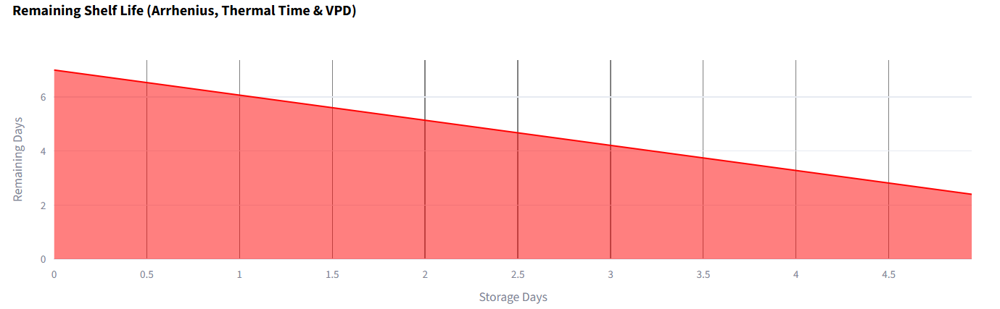 Remaining Shelf Life (Arrhenius, Thermal Time & VPD)
Remaining Days
6
4
2
0
0 0.5 1 1.5 2 2.5 3 3.5 4 4.5
Storage Days